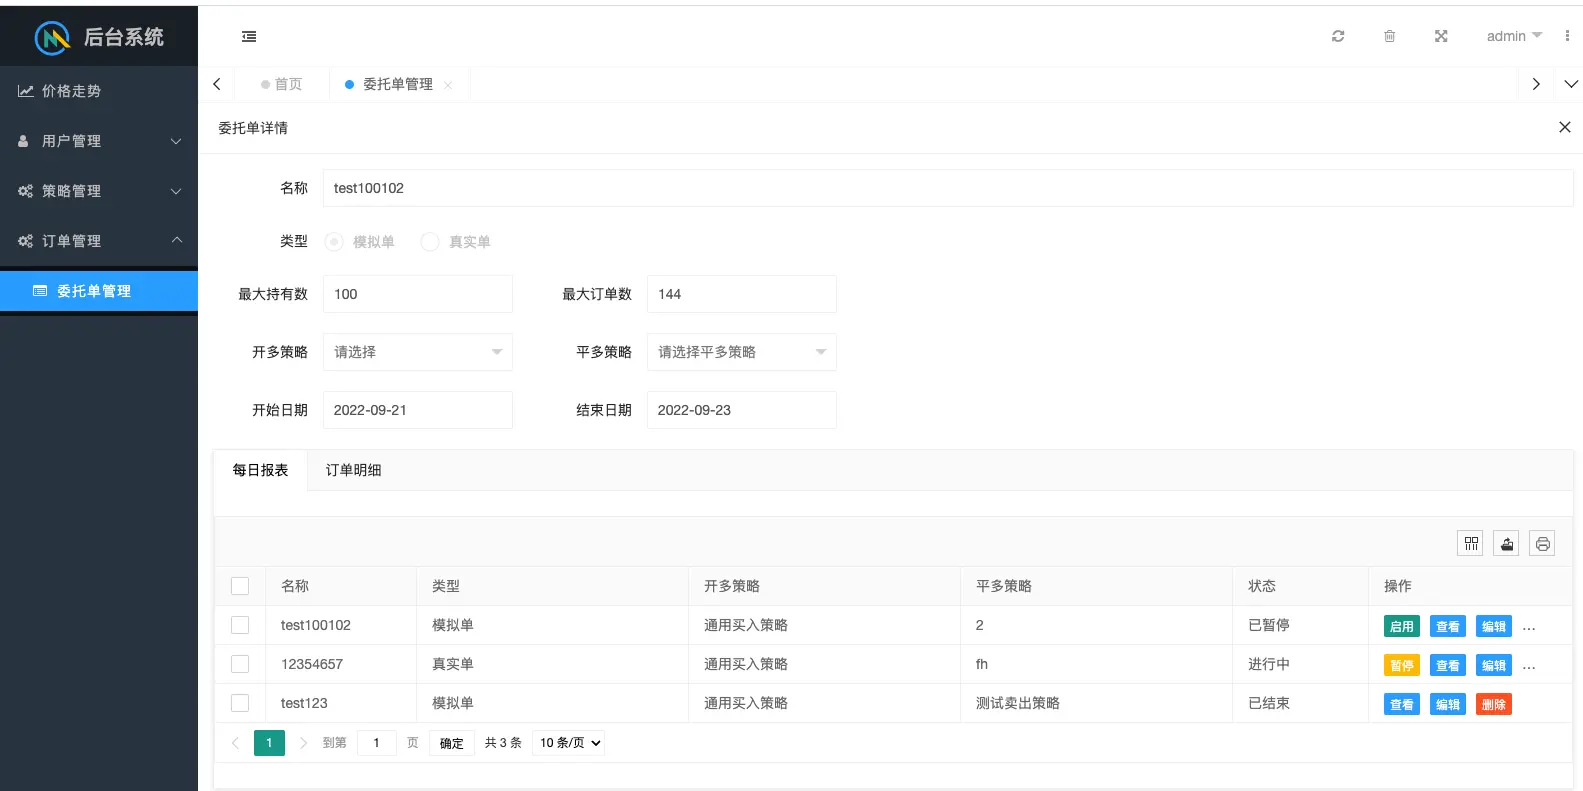 后台系统
admin
价格走势
首页
委托单管理
用户管理
委托单详情
策略管理
名称
test100102
订单管理
类型
模拟单
真实单
委托单管理
最大持有数
100
最大订单数
144
开多策略
请选择
平多策略
请选择平多策略
开始日期
2022-09-21
结束日期
2022-09-23
每日报表
订单明细
名称 类型 开多策略 平多策略 状态 操作
test100102 模拟单 通用买入策略 2 已暂停 启用 查看 编辑 ...
12354657 真实单 通用买入策略 fh 进行中 暂停 查看 编辑 ...
test123 模拟单 通用买入策略 测试卖出策略 已结束 查看 编辑 删除
1 到第 1 页 确定 共 3 条 10 条/页